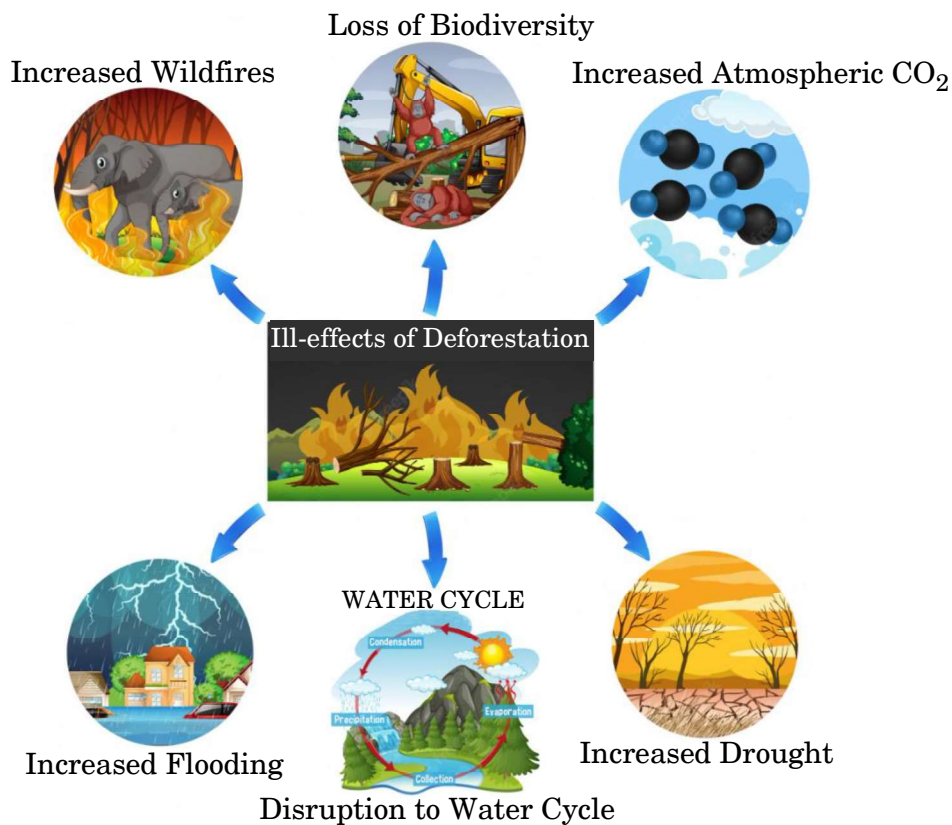 Loss of Biodiversity
Increased Wildfires
Increased Atmospheric CO₂
Ill-effects of Deforestation
WATER CYCLE
Condensation
Precipitation
Evaporation
Collection
Increased Flooding
Increased Drought
Disruption to Water Cycle